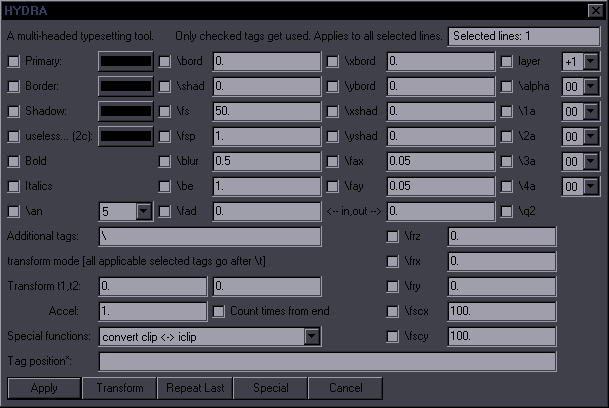 HYDRA
A multi-headed typesetting tool. Only checked tags get used. Applies to all selected lines. Selected lines: 1
Primary: \bord 0. \xbord 0. layer +1
Border: \shad 0. \ybord 0. \alpha 00
Shadow: \fs 50. \xshad 0. \1a 00
useless... (2c): \fsp 1. \yshad 0. \2a 00
Bold \blur 0.5 \fax 0.05 \3a 00
Italics \be 1. \fay 0.05 \4a 00
\an 5 \fad 0. <-- in,out --> 0. \q2
Additional tags: \ \frz 0.
transform mode [all applicable selected tags go after \t] \frx 0.
Transform t1,t2: 0. 0. \fry 0.
Accel: 1. Count times from end \fscx 100.
Special functions: convert clip <-> iclip \fscy 100.
Tag position*:
Apply Transform Repeat Last Special Cancel